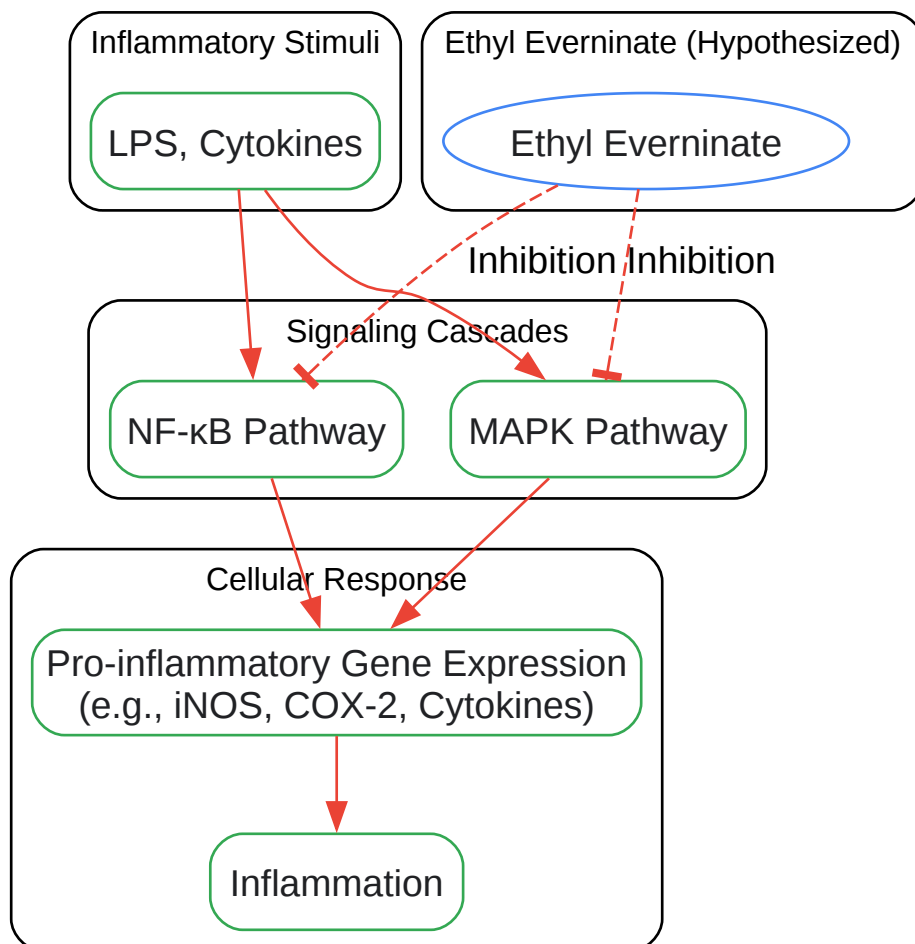 Inflammatory Stimuli
Ethyl Everninate (Hypothesized)
LPS, Cytokines
Ethyl Everninate
Inhibition
Inhibition
Signaling Cascades
NF-κB Pathway
MAPK Pathway
Cellular Response
Pro-inflammatory Gene Expression
(e.g., iNOS, COX-2, Cytokines)
Inflammation